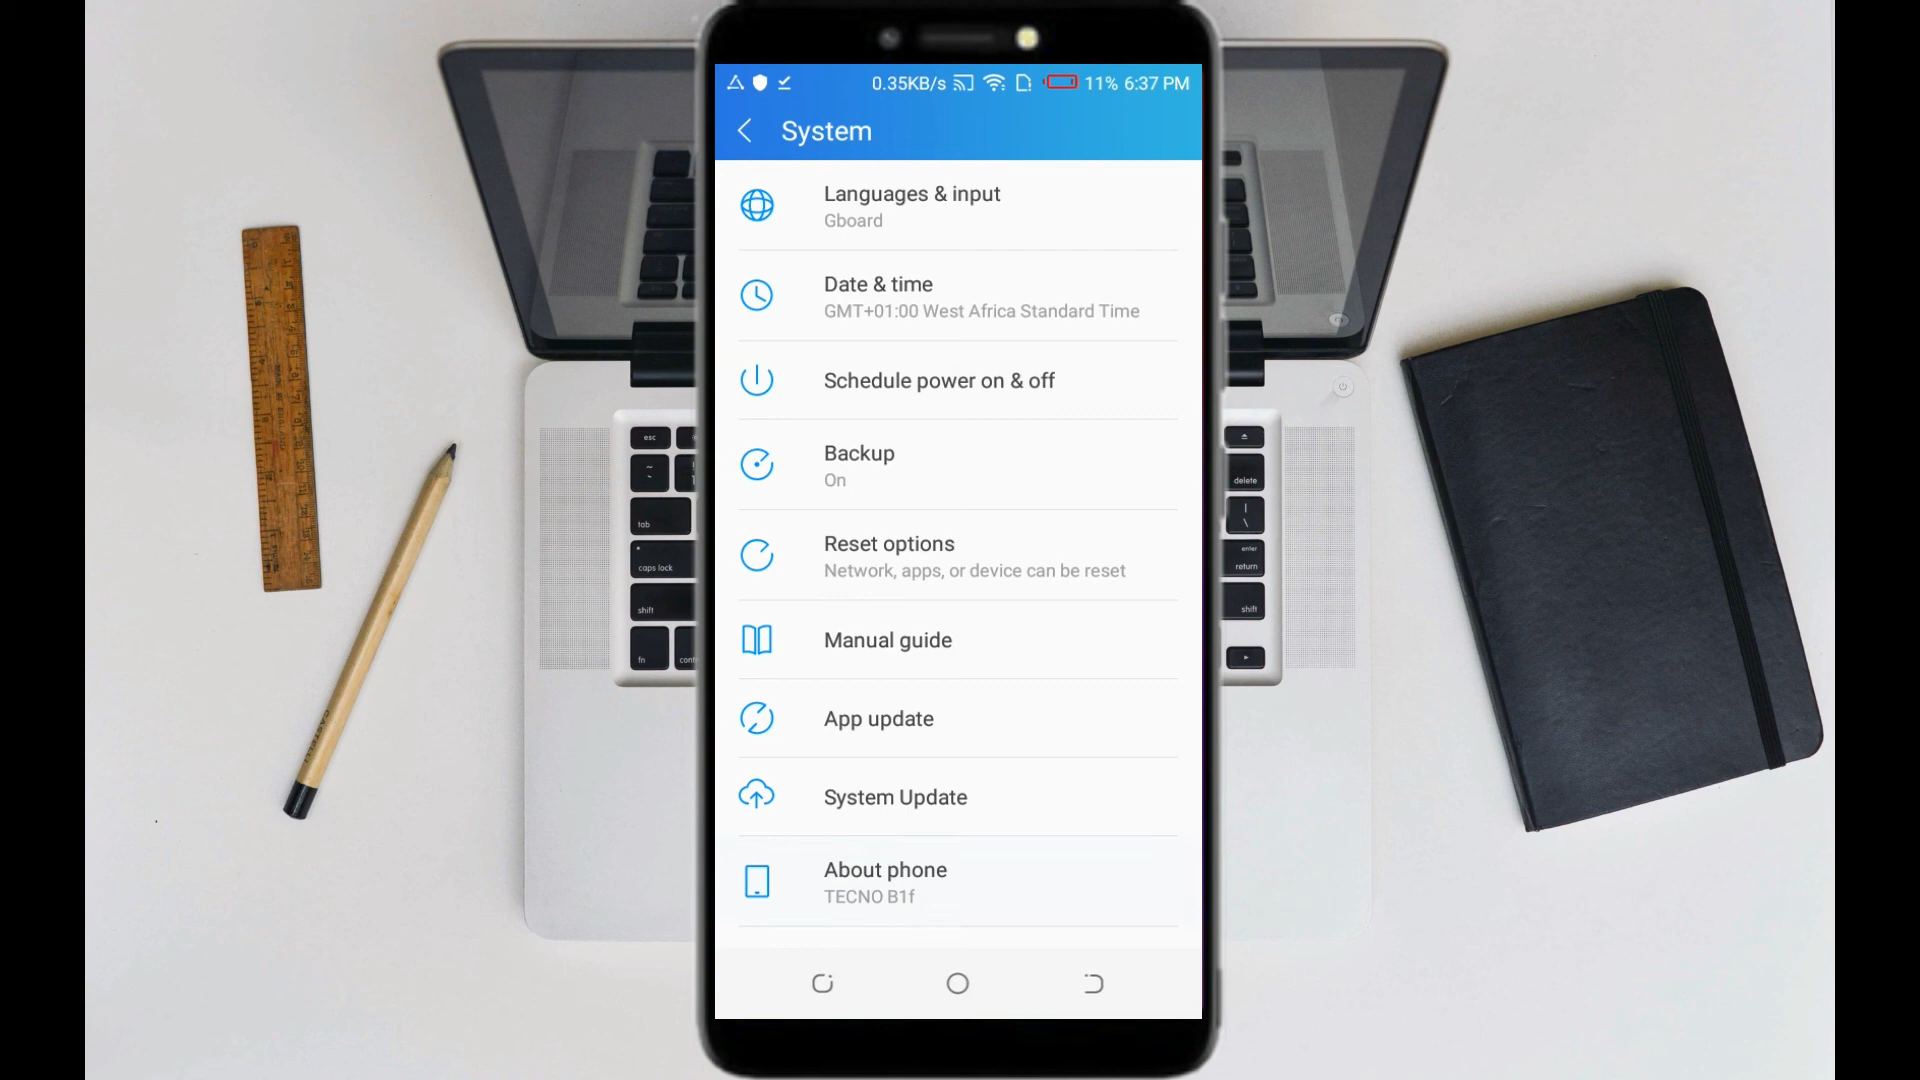 0.35KB/s 11% 6:37 PM
System
Languages & input
Gboard
Date & time
GMT+01:00 West Africa Standard Time
Schedule power on & off
Backup
On
Reset options
Network, apps, or device can be reset
Manual guide
App update
System Update
About phone
TECNO B1f
esc
~
delete
|
\
tab
caps lock
enter
return
shift
shift
fn
cont